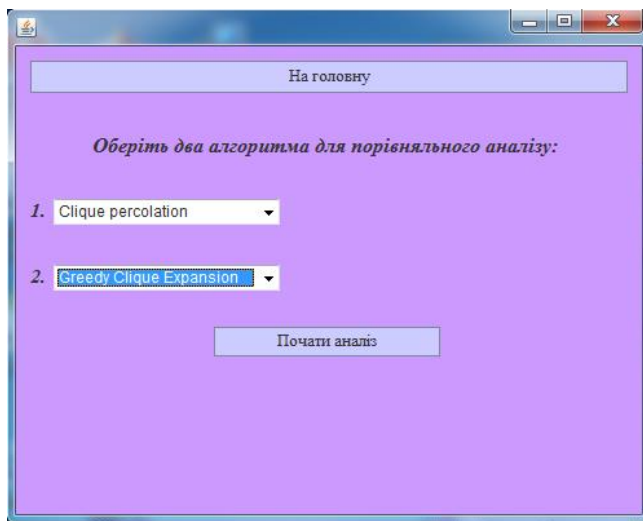 На головну
Оберіть два алгоритма для порівняльного аналізу:
1. Clique percolation
2. Greedy Clique Expansion
Почати аналіз